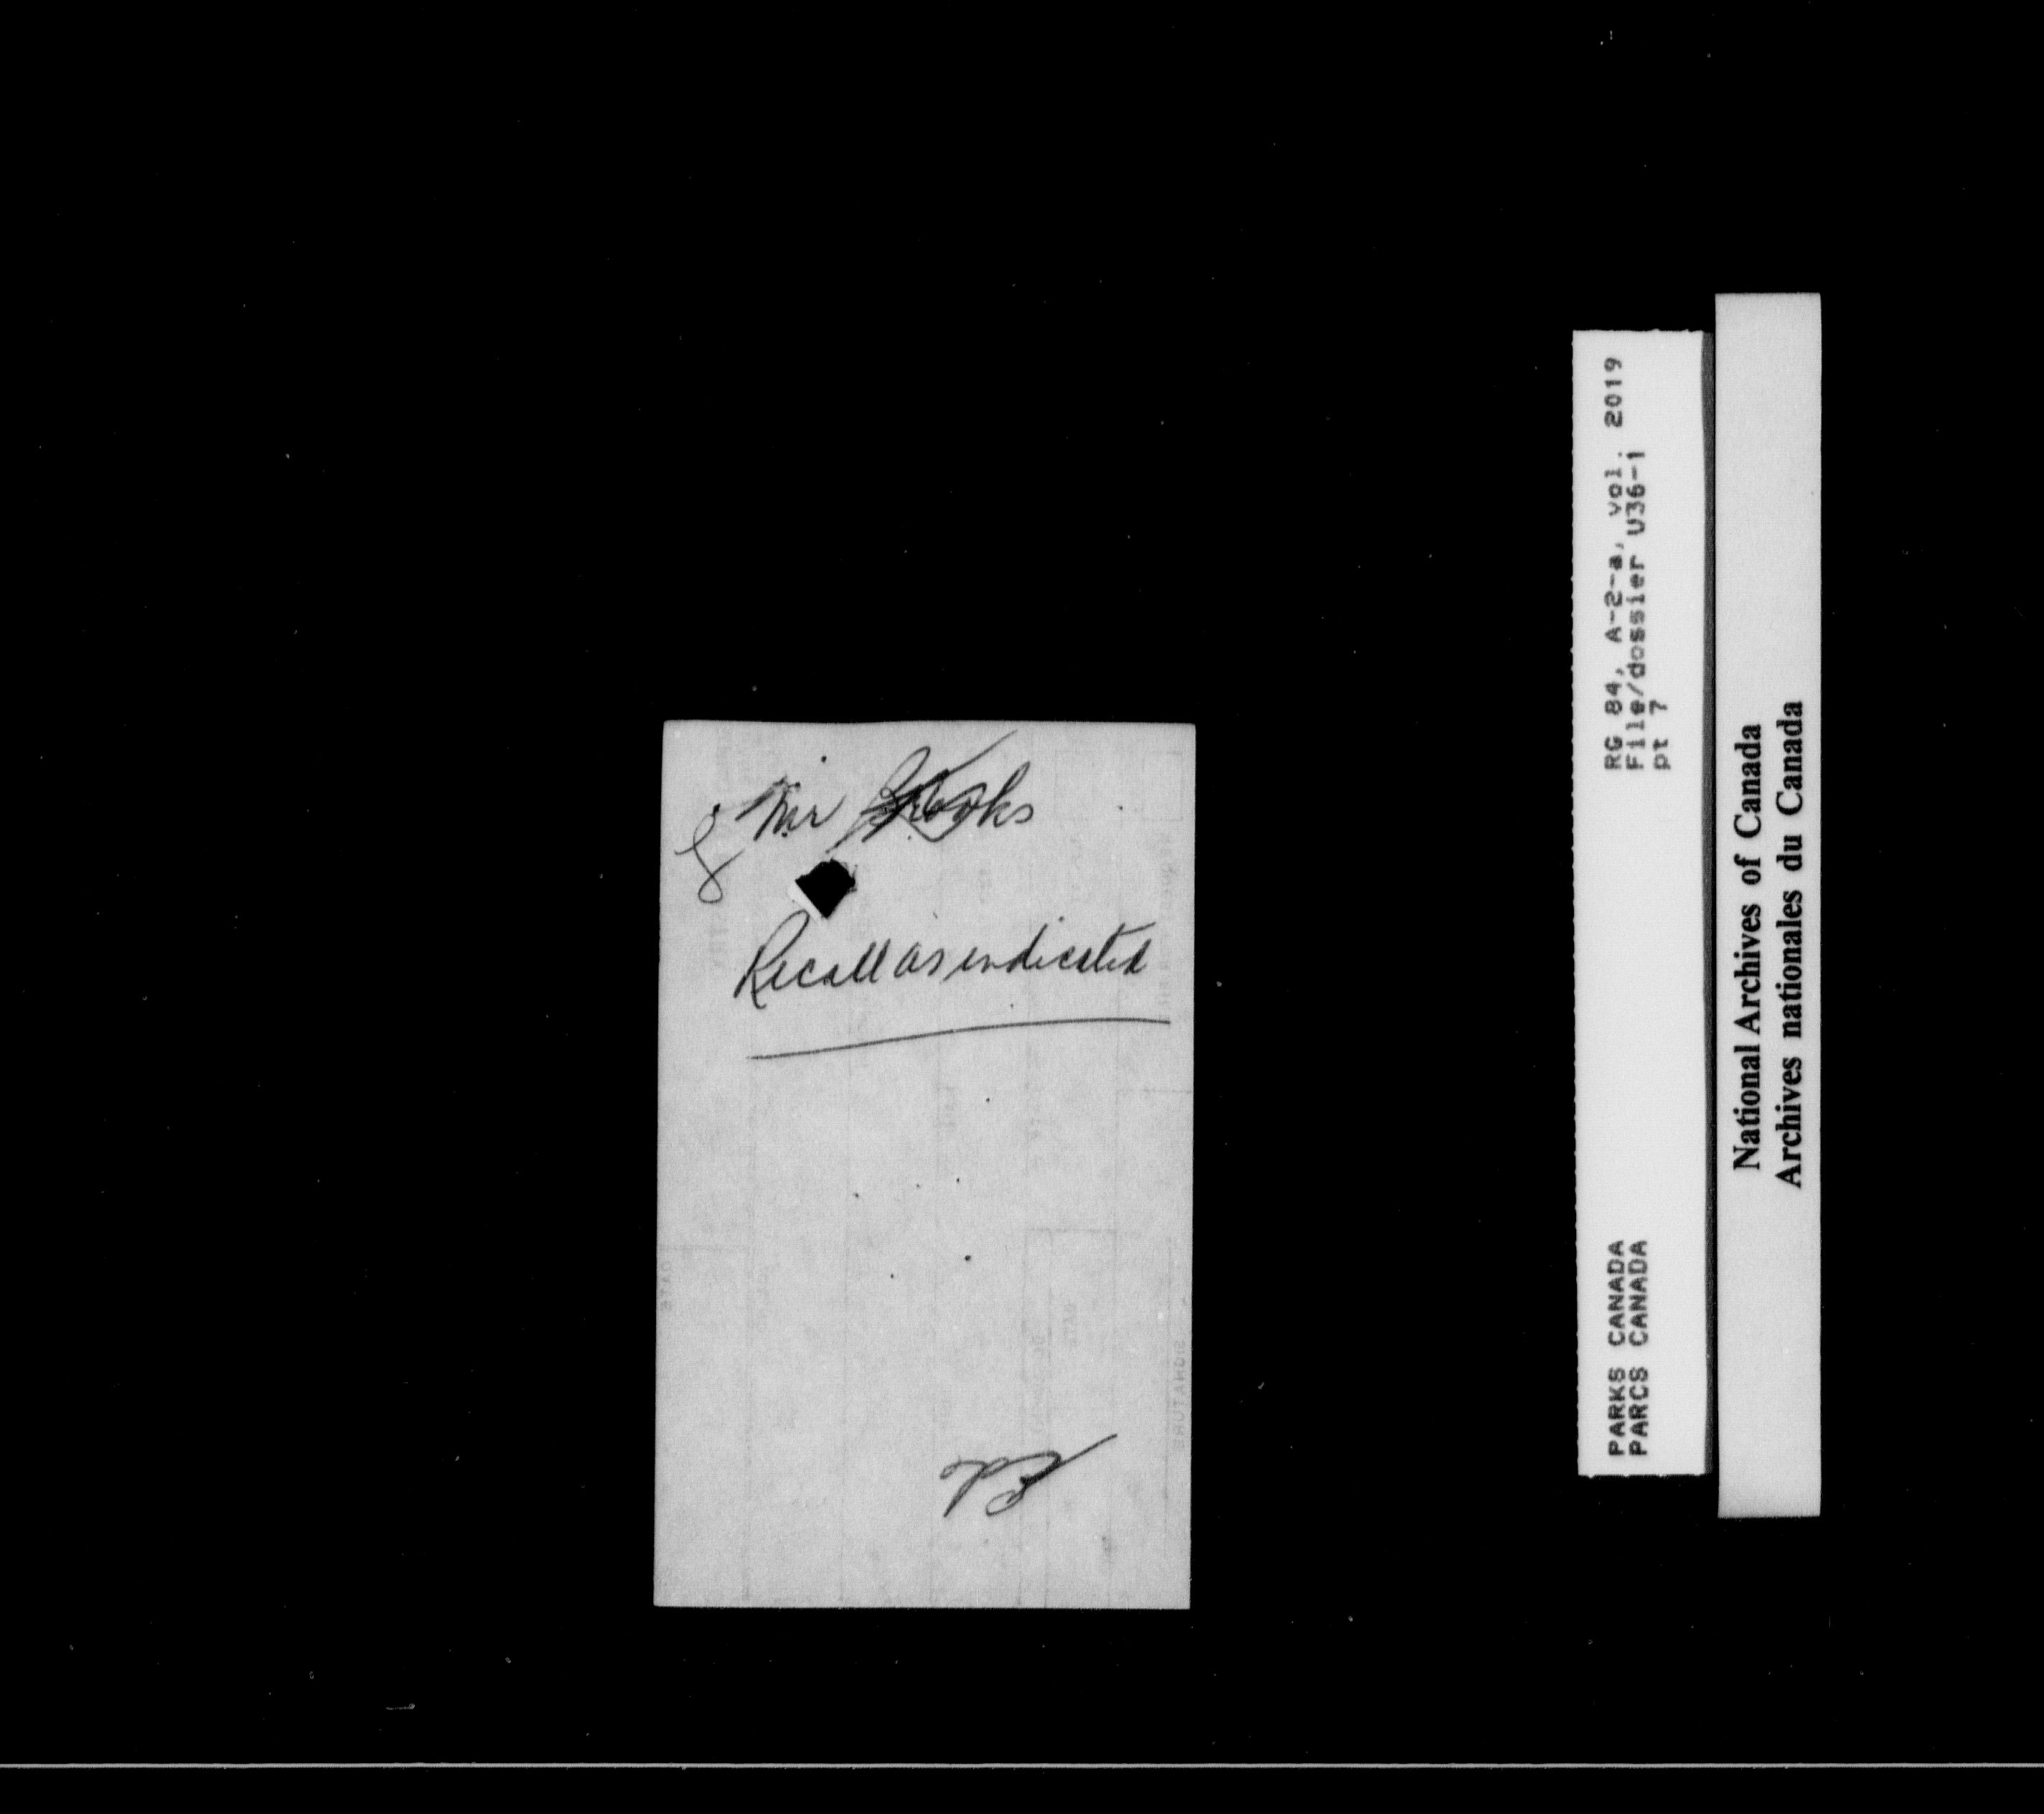 Mr Brooks
Recall as indicated
RG 84, A-2-a, vol. 2019
File/dossier U36-1
pt 7
PARKS CANADA
PARCS CANADA
National Archives of Canada
Archives nationales du Canada